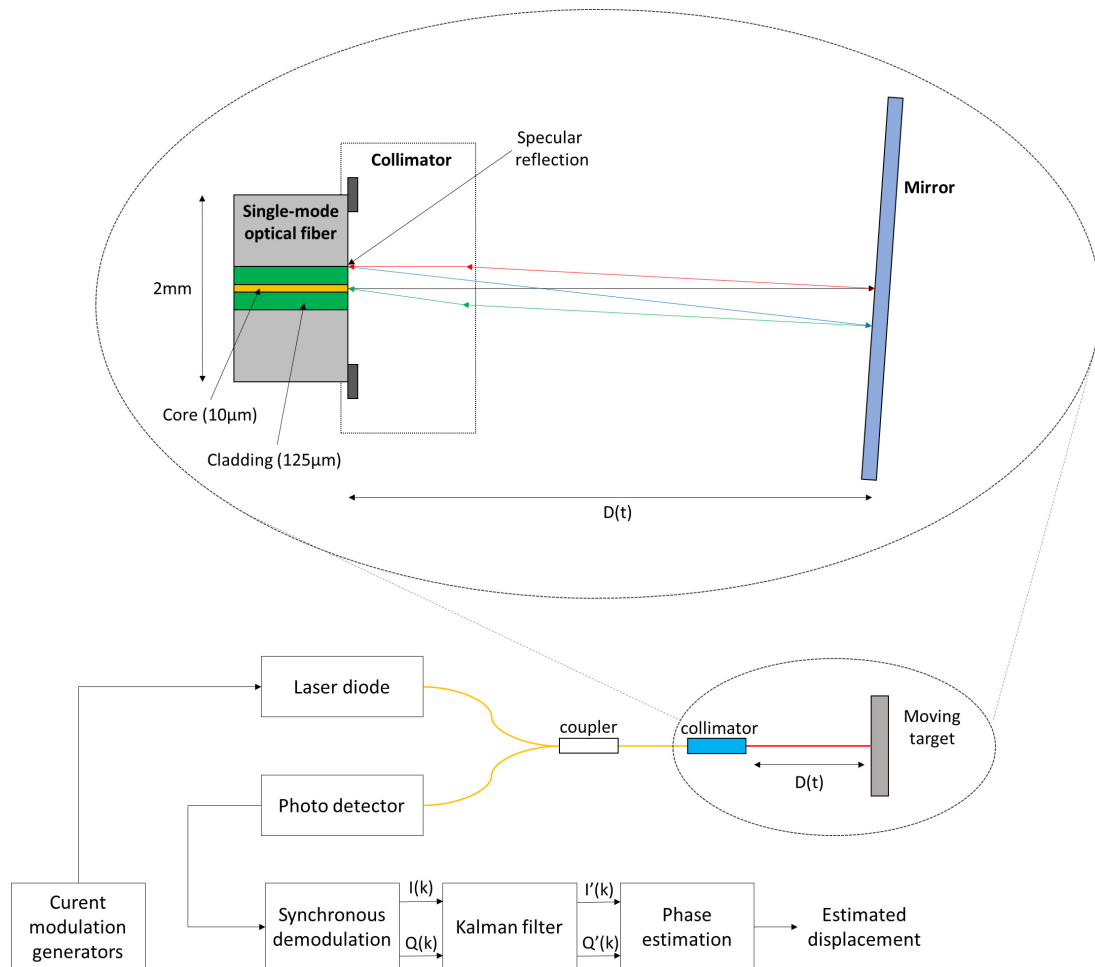 Specular
reflection
Collimator
Mirror
Single-mode
optical fiber
2mm
Core (10µm)
Cladding (125µm)
D(t)
Laser diode
coupler
collimator
Moving
target
D(t)
Photo detector
Curent
modulation
generators
Synchronous
demodulation
I(k)
Q(k)
Kalman filter
I’(k)
Q’(k)
Phase
estimation
Estimated
displacement